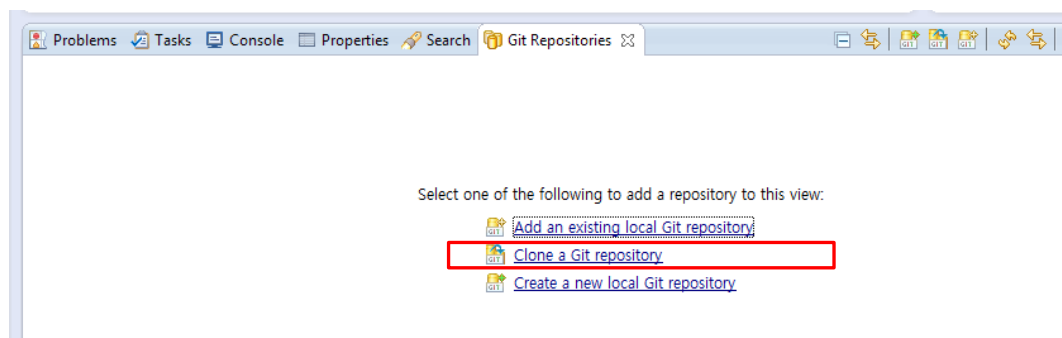 Problems Tasks Console Properties Search Git Repositories
Select one of the following to add a repository to this view:
Add an existing local Git repository
Clone a Git repository
Create a new local Git repository